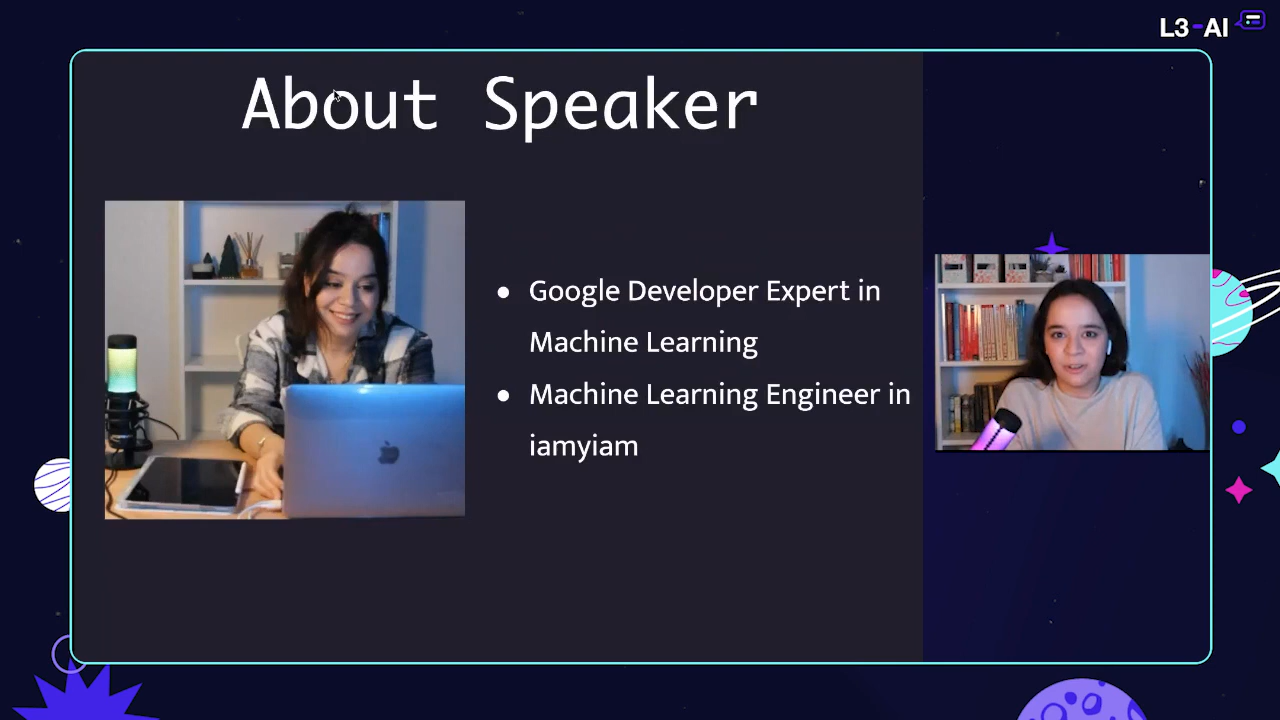 L3-AI
About Speaker
● Google Developer Expert in
Machine Learning
● Machine Learning Engineer in
iamyiam